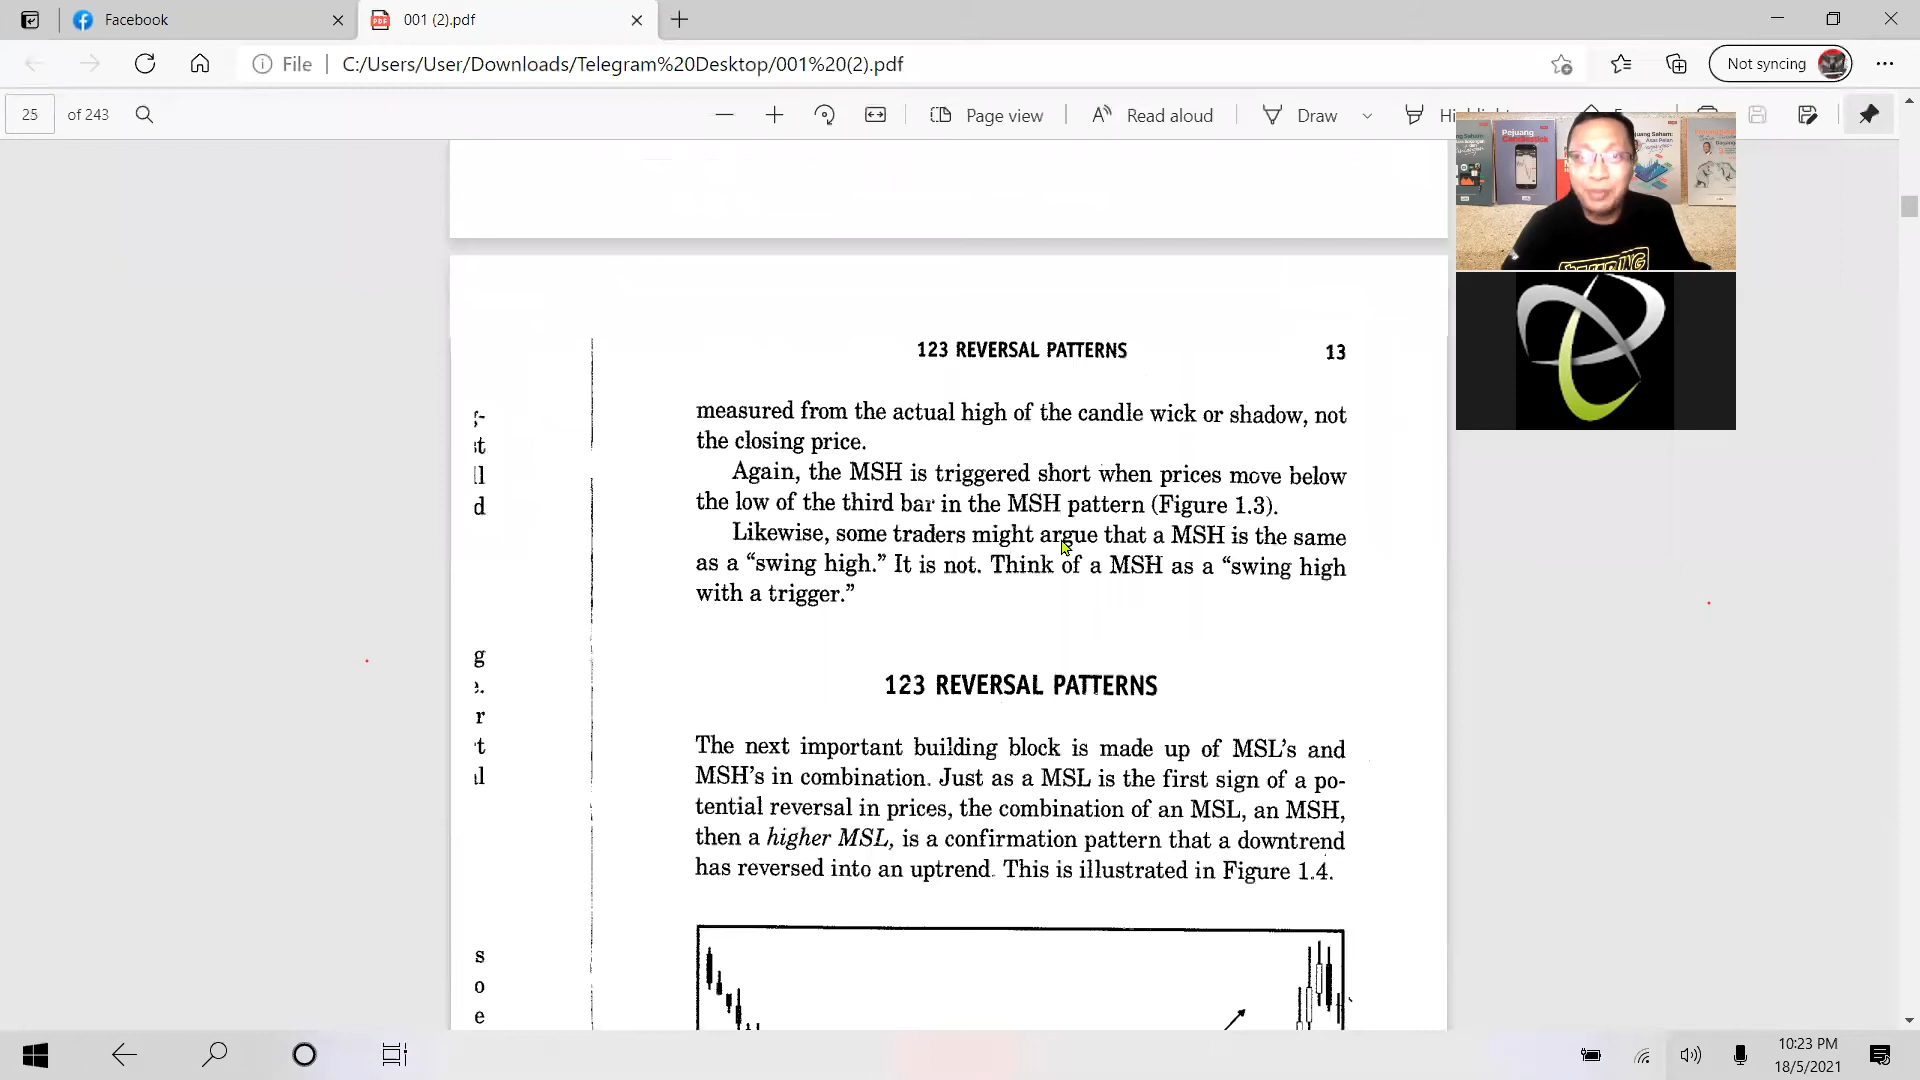 Facebook
001 (2).pdf
File
C:/Users/User/Downloads/Telegram%20Desktop/001%20(2).pdf
Not syncing
25 of 243
Page view
Read aloud
Draw
Pejuang
Candlestick
123 REVERSAL PATTERNS 13
measured from the actual high of the candle wick or shadow, not
the closing price.
Again, the MSH is triggered short when prices move below
the low of the third bar in the MSH pattern (Figure 1.3).
Likewise, some traders might argue that a MSH is the same
as a “swing high.” It is not. Think of a MSH as a “swing high
with a trigger.”
123 REVERSAL PATTERNS
The next important building block is made up of MSL’s and
MSH’s in combination. Just as a MSL is the first sign of a po-
tential reversal in prices, the combination of an MSL, an MSH,
then a higher MSL, is a confirmation pattern that a downtrend
has reversed into an uptrend. This is illustrated in Figure 1.4.
st
d
g
e.
r
t
s
o
e
10:23 PM
18/5/2021